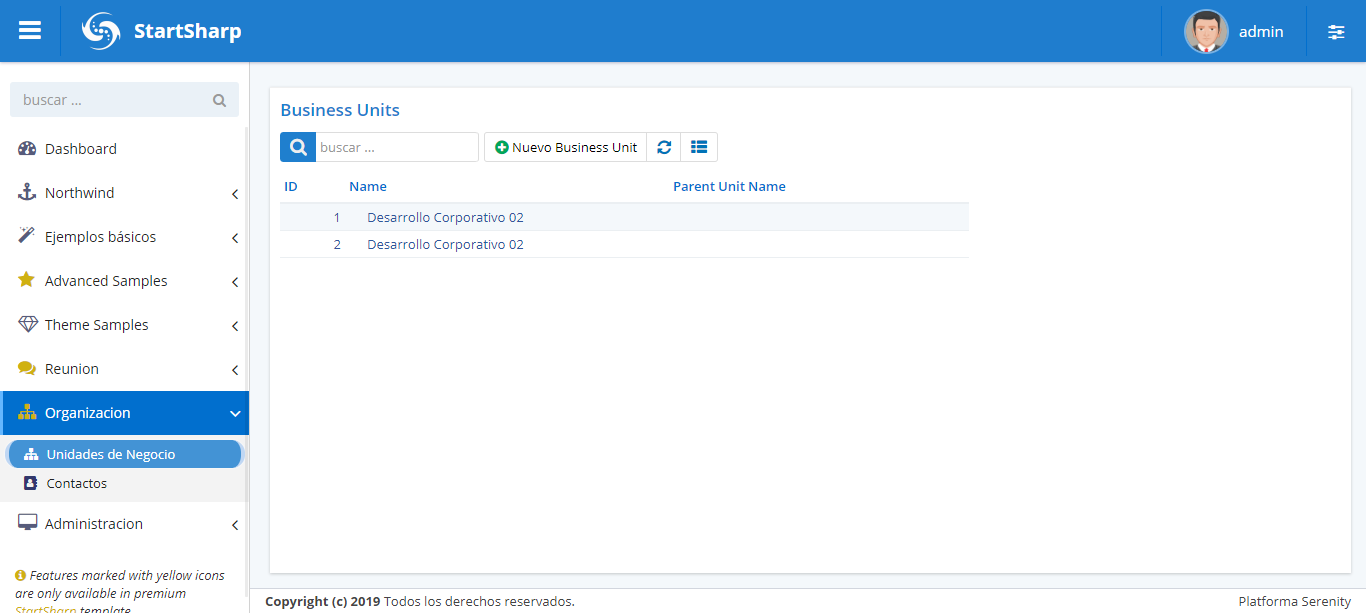 StartSharp
admin
buscar ...
Dashboard
Northwind
Ejemplos básicos
Advanced Samples
Theme Samples
Reunion
Organizacion
Unidades de Negocio
Contactos
Administracion
Features marked with yellow icons
are only available in premium
StartSharp template
Business Units
buscar ...
Nuevo Business Unit
ID Name Parent Unit Name
1 Desarrollo Corporativo 02
2 Desarrollo Corporativo 02
Copyright (c) 2019 Todos los derechos reservados.
Platforma Serenity